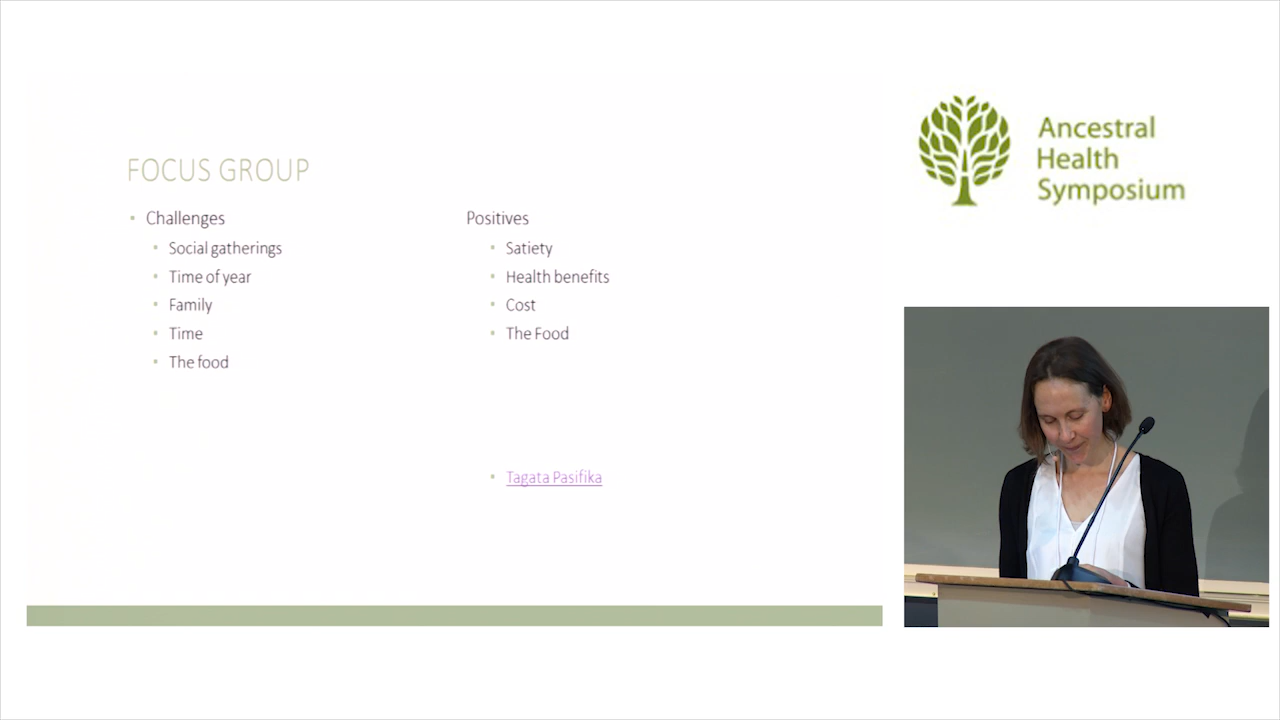 FOCUS GROUP
Challenges
Social gatherings
Time of year
Family
Time
The food
Positives
Satiety
Health benefits
Cost
The Food
Tagata Pasifika
Ancestral
Health
Symposium